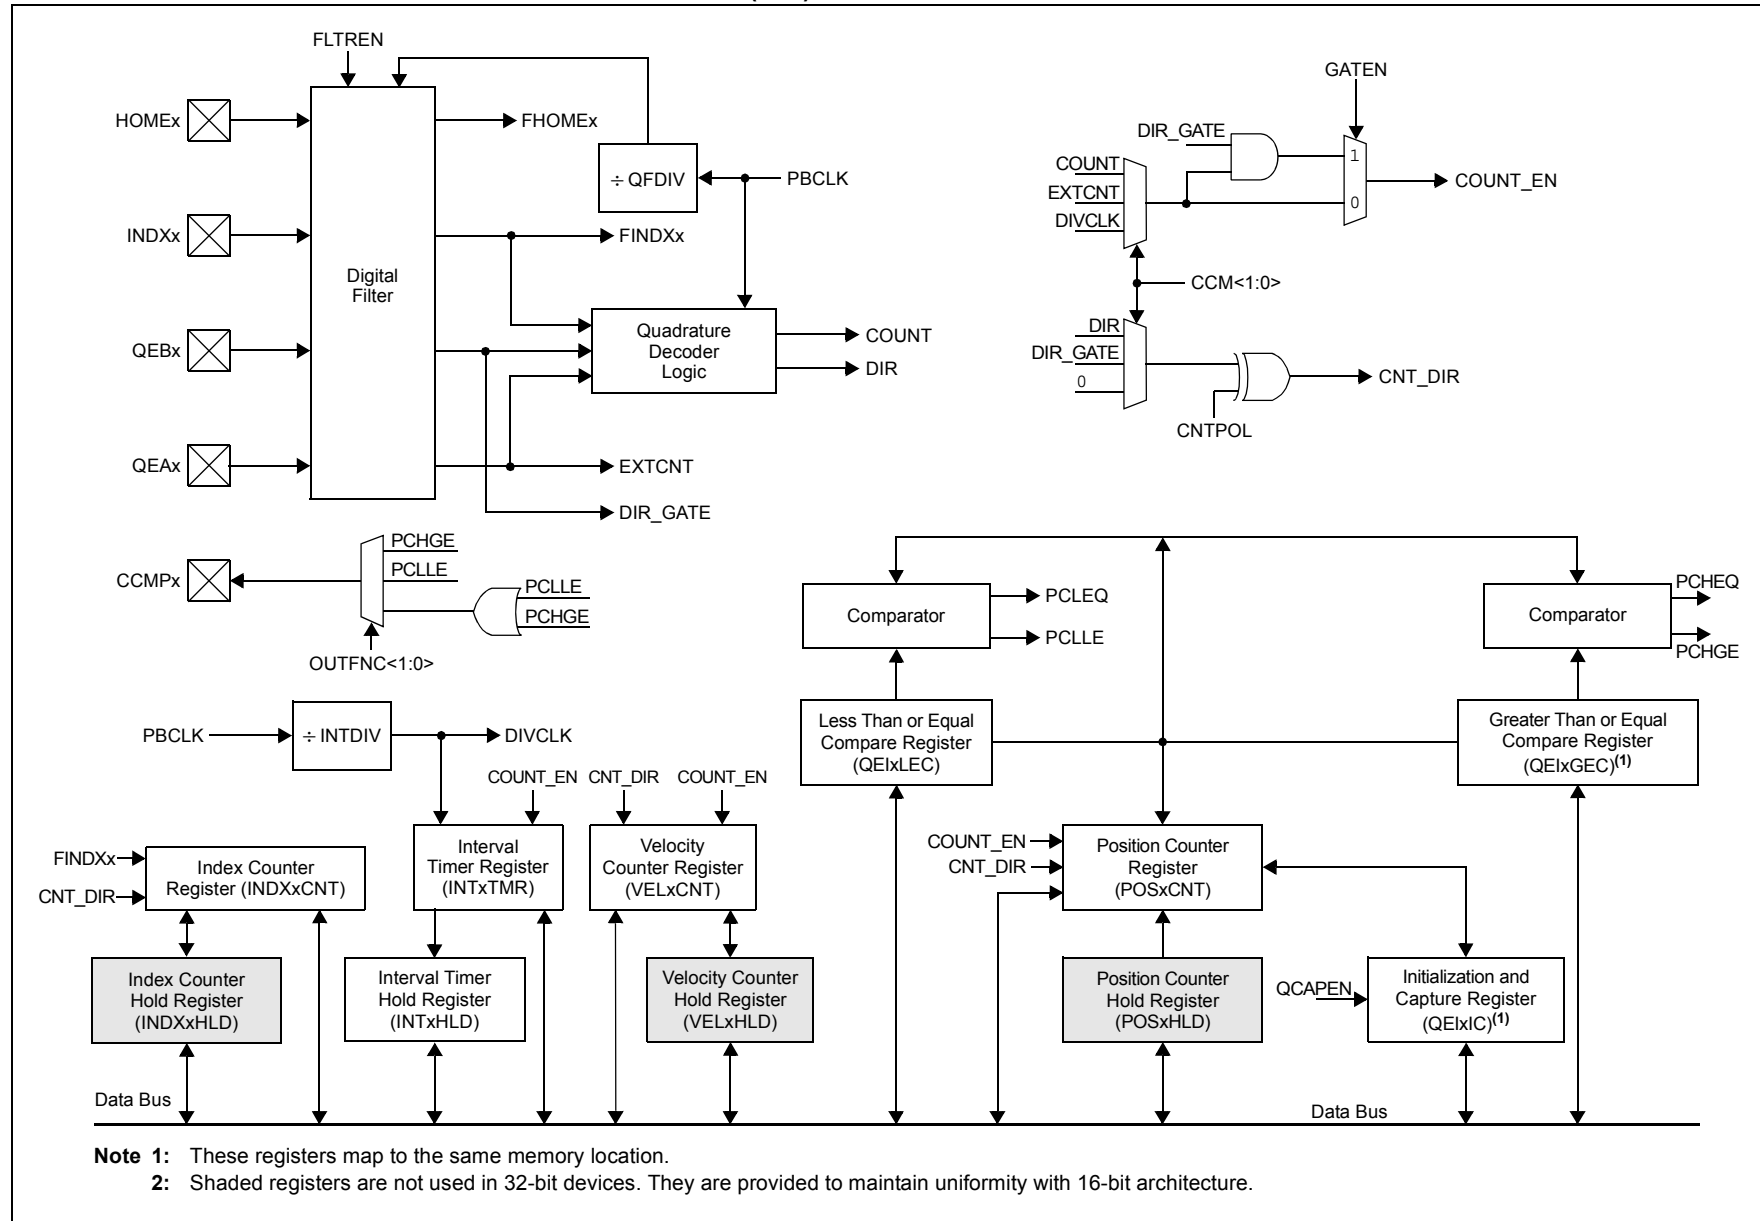 FLTREN
GATEN
HOMEx
FHOMEx
DIR_GATE
1
COUNT
÷ QFDIV
PBCLK
EXTCNT
COUNT_EN
0
DIVCLK
INDXx
FINDXx
Digital
Filter
CCM<1:0>
QEBx
Quadrature
Decoder
Logic
COUNT
DIR
DIR
DIR_GATE
0
CNT_DIR
CNTPOL
QEAx
EXTCNT
DIR_GATE
CCMPx
PCHGE
PCLLE
PCLLE
PCHGE
OUTFNC<1:0>
Comparator
PCLEQ
PCLLE
Comparator
PCHEQ
PCHGE
PBCLK
÷ INTDIV
DIVCLK
Less Than or Equal
Compare Register
(QEIxLEC)
Greater Than or Equal
Compare Register
(QEIxGEC)(1)
COUNT_EN
CNT_DIR
COUNT_EN
FINDXx
CNT_DIR
Index Counter
Register (INDXxCNT)
Interval
Timer Register
(INTxTMR)
Velocity
Counter Register
(VELxCNT)
COUNT_EN
CNT_DIR
Position Counter
Register
(POSxCNT)
Index Counter
Hold Register
(INDXxHLD)
Interval Timer
Hold Register
(INTxHLD)
Velocity Counter
Hold Register
(VELxHLD)
Position Counter
Hold Register
(POSxHLD)
QCAPEN
Initialization and
Capture Register
(QEIxIC)(1)
Data Bus
Data Bus
Note 1: These registers map to the same memory location.
2: Shaded registers are not used in 32-bit devices. They are provided to maintain uniformity with 16-bit architecture.